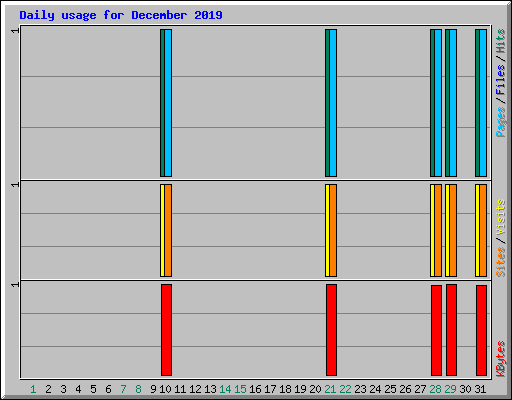 Daily usage for December 2019
1
1
1
Pages / Files / Hits
Sites / Visits
KBytes
1 2 3 4 5 6 7 8 9 10 11 12 13 14 15 16 17 18 19 20 21 22 23 24 25 26 27 28 29 30 31